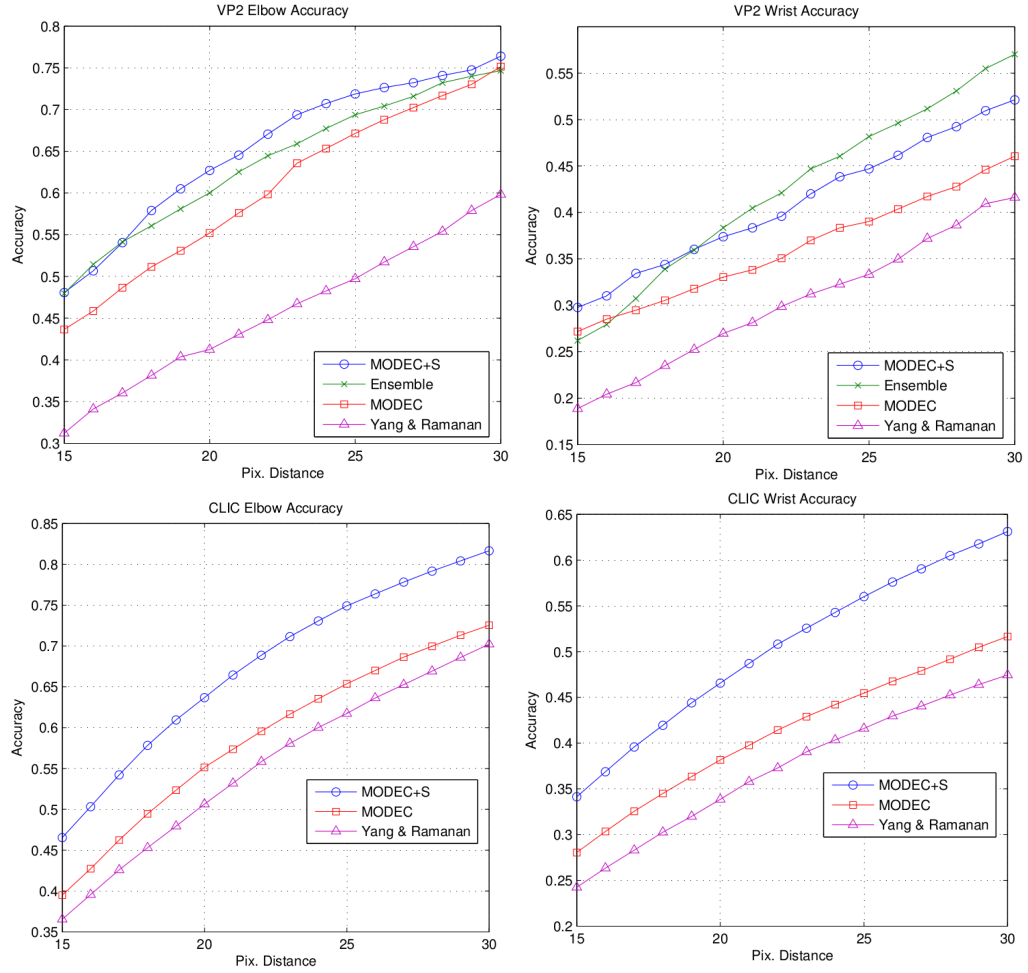 VP2 Elbow Accuracy
0.8
0.75
0.7
0.65
0.6
0.55
0.5
0.45
0.4
0.35
0.3
Accuracy
MODEC+S
Ensemble
MODEC
Yang & Ramanan
15 20 25 30
Pix. Distance
VP2 Wrist Accuracy
0.55
0.5
0.45
0.4
0.35
0.3
0.25
0.2
0.15
Accuracy
MODEC+S
Ensemble
MODEC
Yang & Ramanan
15 20 25 30
Pix. Distance
CLIC Elbow Accuracy
0.85
0.8
0.75
0.7
0.65
0.6
0.55
0.5
0.45
0.4
0.35
Accuracy
MODEC+S
MODEC
Yang & Ramanan
15 20 25 30
Pix. Distance
CLIC Wrist Accuracy
0.65
0.6
0.55
0.5
0.45
0.4
0.35
0.3
0.25
0.2
Accuracy
MODEC+S
MODEC
Yang & Ramanan
15 20 25 30
Pix. Distance